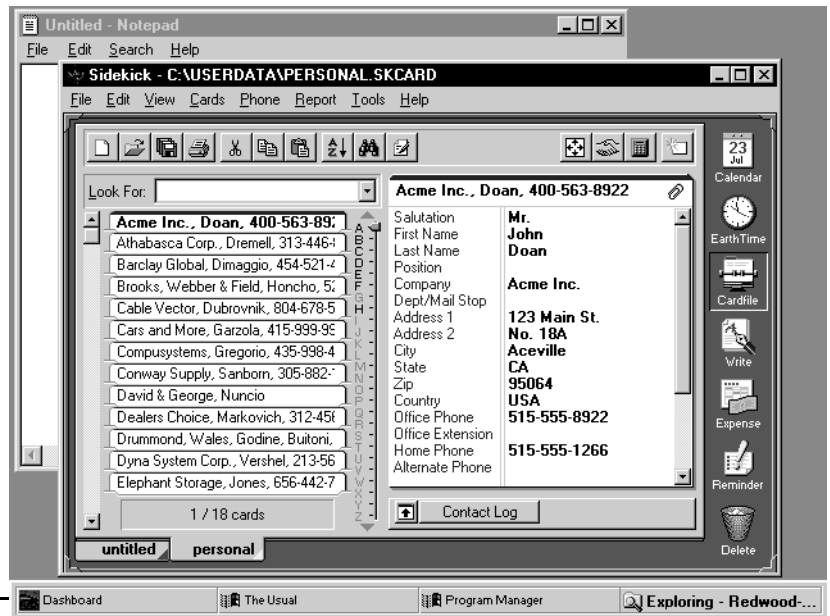 Untitled - Notepad
File Edit Search Help
Sidekick - C:\USERDATA\PERSONAL.SKCARD
File Edit View Cards Phone Report Tools Help
23
Jul
Calendar
Look For:
Acme Inc., Doan, 400-563-8922
Acme Inc., Doan, 400-563-892
Athabasca Corp., Dremell, 313-446-
Barclay Global, Dimaggio, 454-521-4
Brooks, Webber & Field, Honcho, 52
Cable Vector, Dubrovnik, 804-678-5
Cars and More, Garzola, 415-999-99
Compusystems, Gregorio, 435-998-4
Conway Supply, Sanborn, 305-882-
David & George, Nuncio
Dealers Choice, Markovich, 312-456
Drummond, Wales, Godine, Buitoni,
Dyna System Corp., Vershel, 213-56
Elephant Storage, Jones, 656-442-7
1 / 18 cards
A
B
C
D
E
F
G
H
I
J
K
L
M
N
O
P
Q
R
S
T
U
V
W
X
Y
Z
Salutation Mr.
First Name John
Last Name Doan
Position
Company Acme Inc.
Dept/Mail Stop
Address 1 123 Main St.
Address 2 No. 18A
City Aceville
State CA
Zip 95064
Country USA
Office Phone 515-555-8922
Office Extension
Home Phone 515-555-1266
Alternate Phone
Contact Log
EarthTime
Cardfile
Write
Expense
Reminder
Delete
untitled personal
Dashboard The Usual Program Manager Exploring - Redwood-...